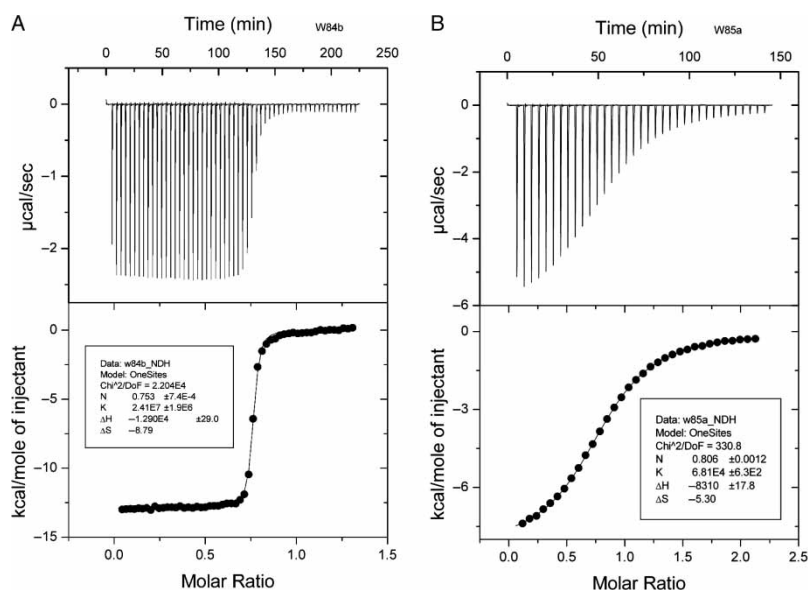 A
Time (min)
W84b
0 25 50 75 100 125 150 175 200 225 250
0
−1
−2
µcal/sec
0
−5
−10
−15
kcal/mole of injectant
Data: w84b_NDH
Model: OneSites
Chi^2/DoF = 2.204E4
N 0.753 ±7.4E-4
K 2.41E7 ±1.9E6
ΔH −1.290E4 ±29.0
ΔS −8.79
0.0 0.5 1.0 1.5
Molar Ratio
B
Time (min)
W85a
0 50 100 150
0
−2
−4
−6
µcal/sec
0
−3
−6
kcal/mole of injectant
Data: w85a_NDH
Model: OneSites
Chi^2/DoF = 330.8
N 0.806 ±0.0012
K 6.81E4 ±6.3E2
ΔH −8310 ±17.8
ΔS −5.30
0.0 0.5 1.0 1.5 2.0 2.5
Molar Ratio